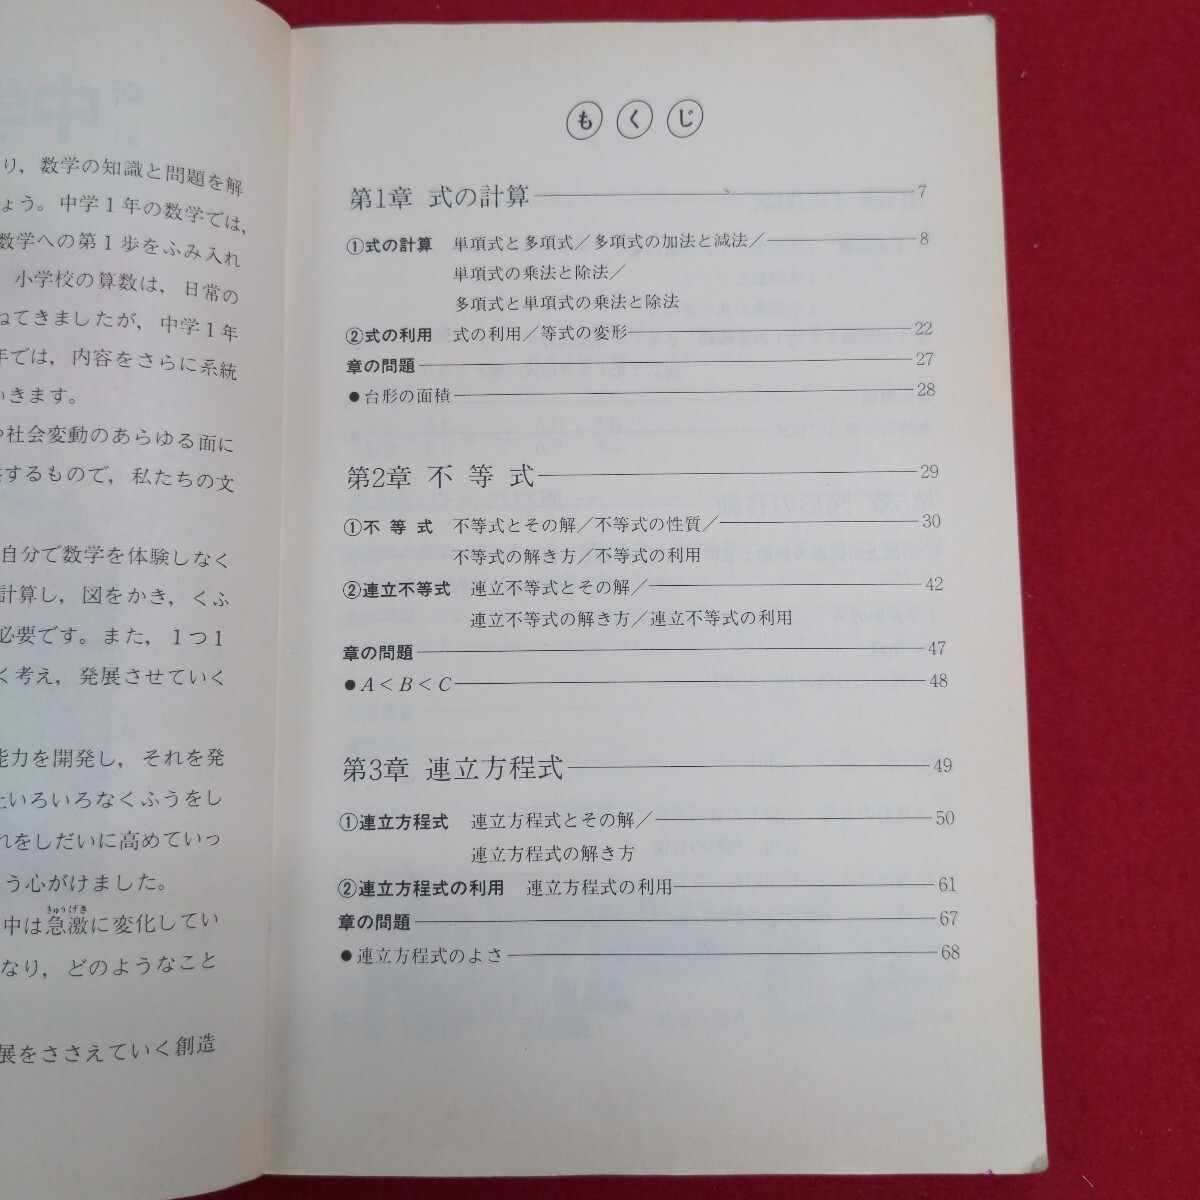 り，数学の知識と問題を解
ょう。中学1年の数学では，
数学への第1歩をふみ入れ
小学校の算数は，日常の
ねてきましたが，中学1年
年では，内容をさらに系統
いきます。
や社会変動のあらゆる面に
するもので，私たちの文
自分で数学を体験しなく
計算し，図をかき，くふ
必要です。また，1つ1
く考え，発展させていく
能力を開発し，それを発
いろいろなくふうをし
れをしだいに高めていっ
う心がけました。
きゅうげき
中は急激に変化してい
なり，どのようなこと
展をささえていく創造
もくじ
第1章 式の計算 7
①式の計算 単項式と多項式／多項式の加法と減法／ 8
単項式の乗法と除法／
多項式と単項式の乗法と除法
②式の利用 式の利用／等式の変形 22
章の問題 27
●台形の面積 28
第2章 不等式 29
①不等式 不等式とその解／不等式の性質／ 30
不等式の解き方／不等式の利用
②連立不等式 連立不等式とその解／ 42
連立不等式の解き方／連立不等式の利用
章の問題 47
●A＜B＜C 48
第3章 連立方程式 49
①連立方程式 連立方程式とその解／ 50
連立方程式の解き方
②連立方程式の利用 連立方程式の利用 61
章の問題 67
●連立方程式のよさ 68